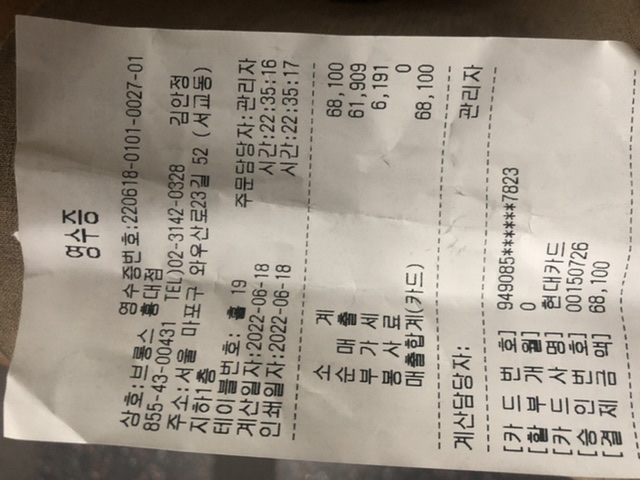 영수증
상호:브롱스 홍대점 영수증번호:220618-0101-0027-01
855-43-00431 TEL)02-3142-0328 김인정
주소:서울 마포구 와우산로23길 52 (서교동)
지하층
테이블번호: 홀 19 주문담당자:관리자
계산일자:2022-06-18 시간:22:35:16
인쇄일자:2022-06-18 시간:22:35:17
소 계 68,100
순 매 출 61,909
부 가 세 6,191
봉 사 료 0
매출합계(카드) 68,100
계산담당자: 관리자
[카 드 번 호] 949085******7823
[할 부 개 월] 0
[카 드 사 명] 현대카드
[승 인 번 호] 00150726
[결 제 금 액] 68,100